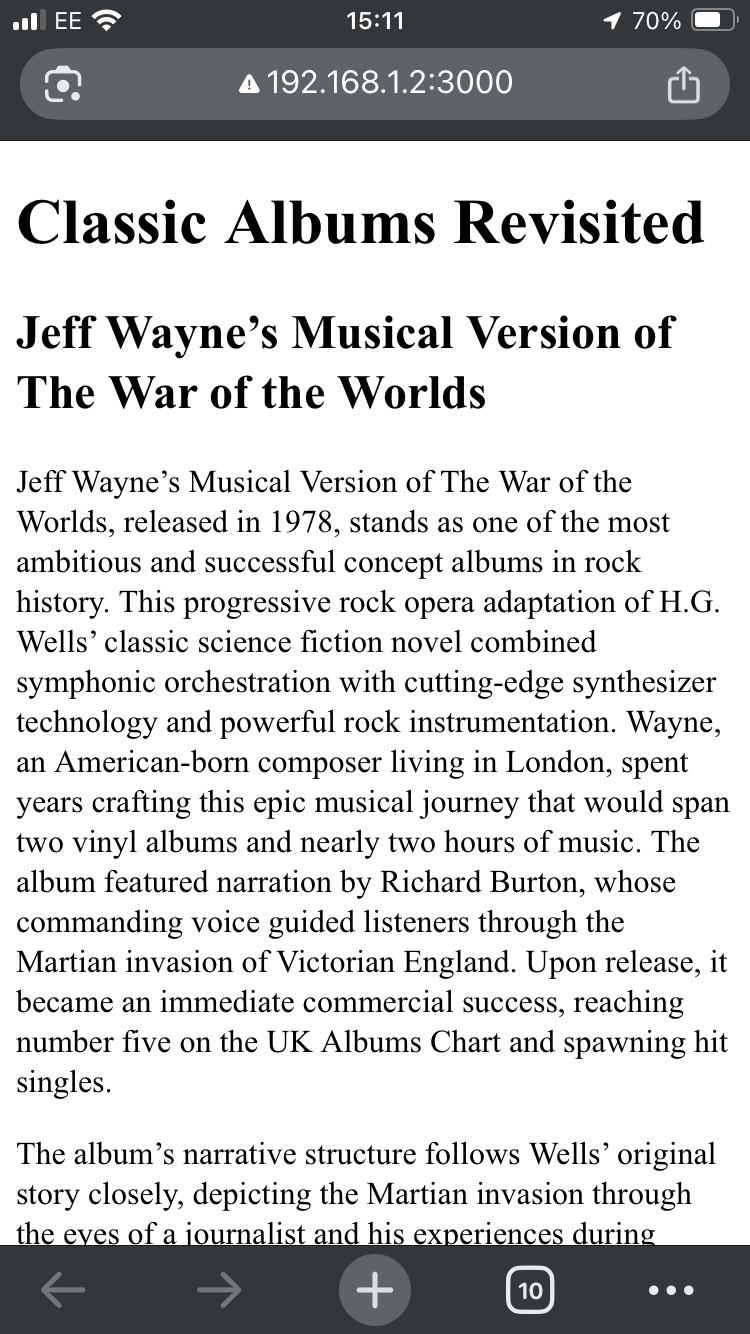 EE 15:11 70%
192.168.1.2:3000
Classic Albums Revisited
Jeff Wayne’s Musical Version of
The War of the Worlds
Jeff Wayne’s Musical Version of The War of the
Worlds, released in 1978, stands as one of the most
ambitious and successful concept albums in rock
history. This progressive rock opera adaptation of H.G.
Wells’ classic science fiction novel combined
symphonic orchestration with cutting-edge synthesizer
technology and powerful rock instrumentation. Wayne,
an American-born composer living in London, spent
years crafting this epic musical journey that would span
two vinyl albums and nearly two hours of music. The
album featured narration by Richard Burton, whose
commanding voice guided listeners through the
Martian invasion of Victorian England. Upon release, it
became an immediate commercial success, reaching
number five on the UK Albums Chart and spawning hit
singles.
The album’s narrative structure follows Wells’ original
story closely, depicting the Martian invasion through
the eyes of a journalist and his experiences during
10